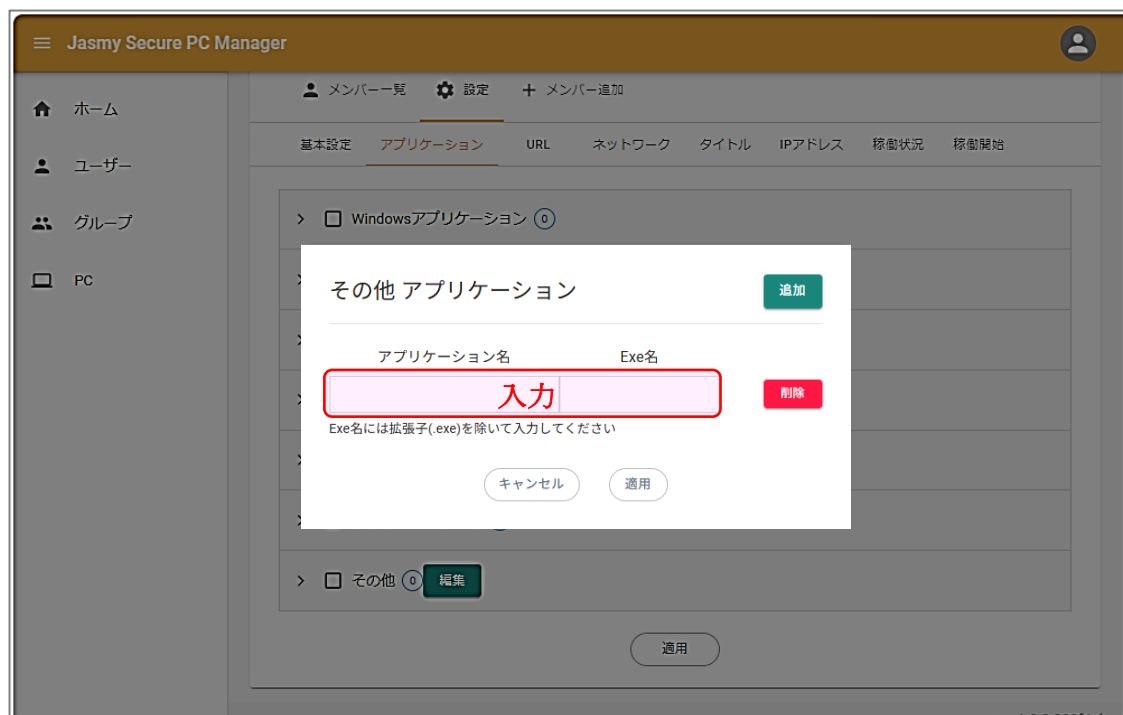 Jasmy Secure PC Manager
メンバー一覧 設定 メンバー追加
ホーム
ユーザー
グループ
PC
基本設定 アプリケーション URL ネットワーク タイトル IPアドレス 稼働状況 稼働開始
Windowsアプリケーション 0
その他 アプリケーション 追加
アプリケーション名 Exe名
入力 削除
Exe名には拡張子(.exe)を除いて入力してください
キャンセル 適用
その他 0 編集
適用